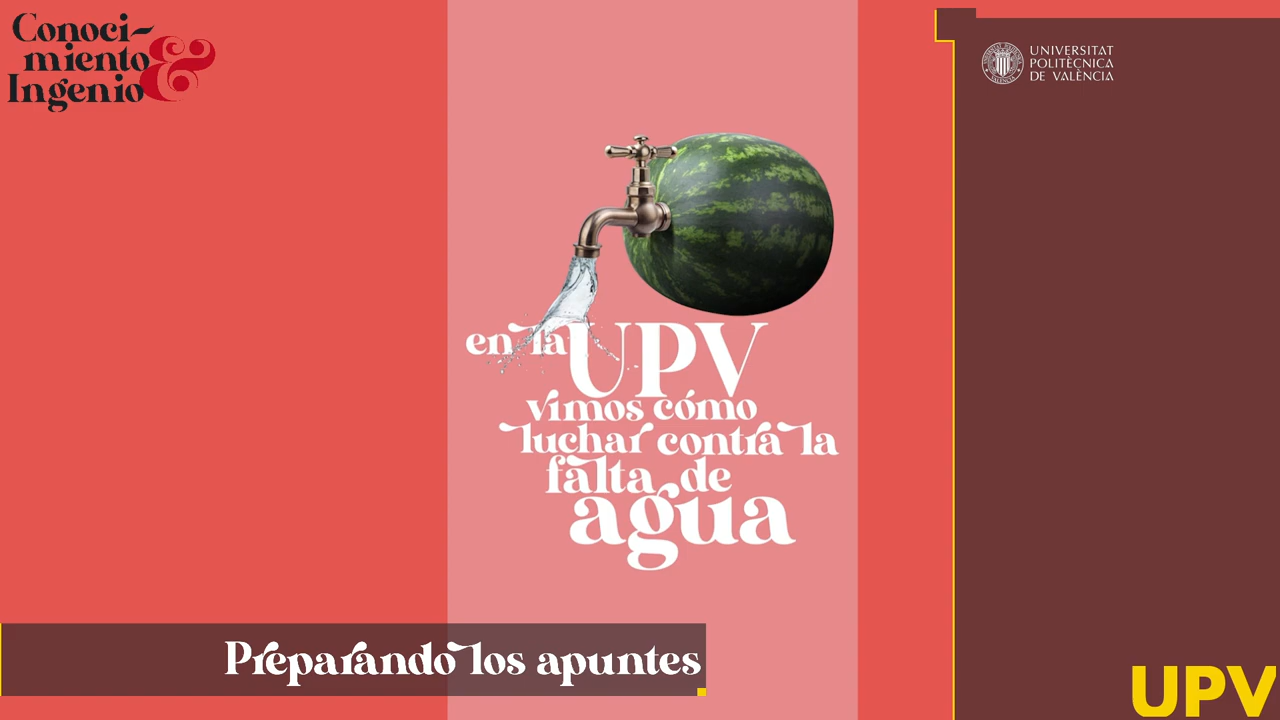 Conoci-
miento &
Ingenio
UNIVERSITAT
POLITÈCNICA
DE VALÈNCIA
en la UPV
vimos cómo
luchar contra la
falta de
agua
Preparando los apuntes
UPV